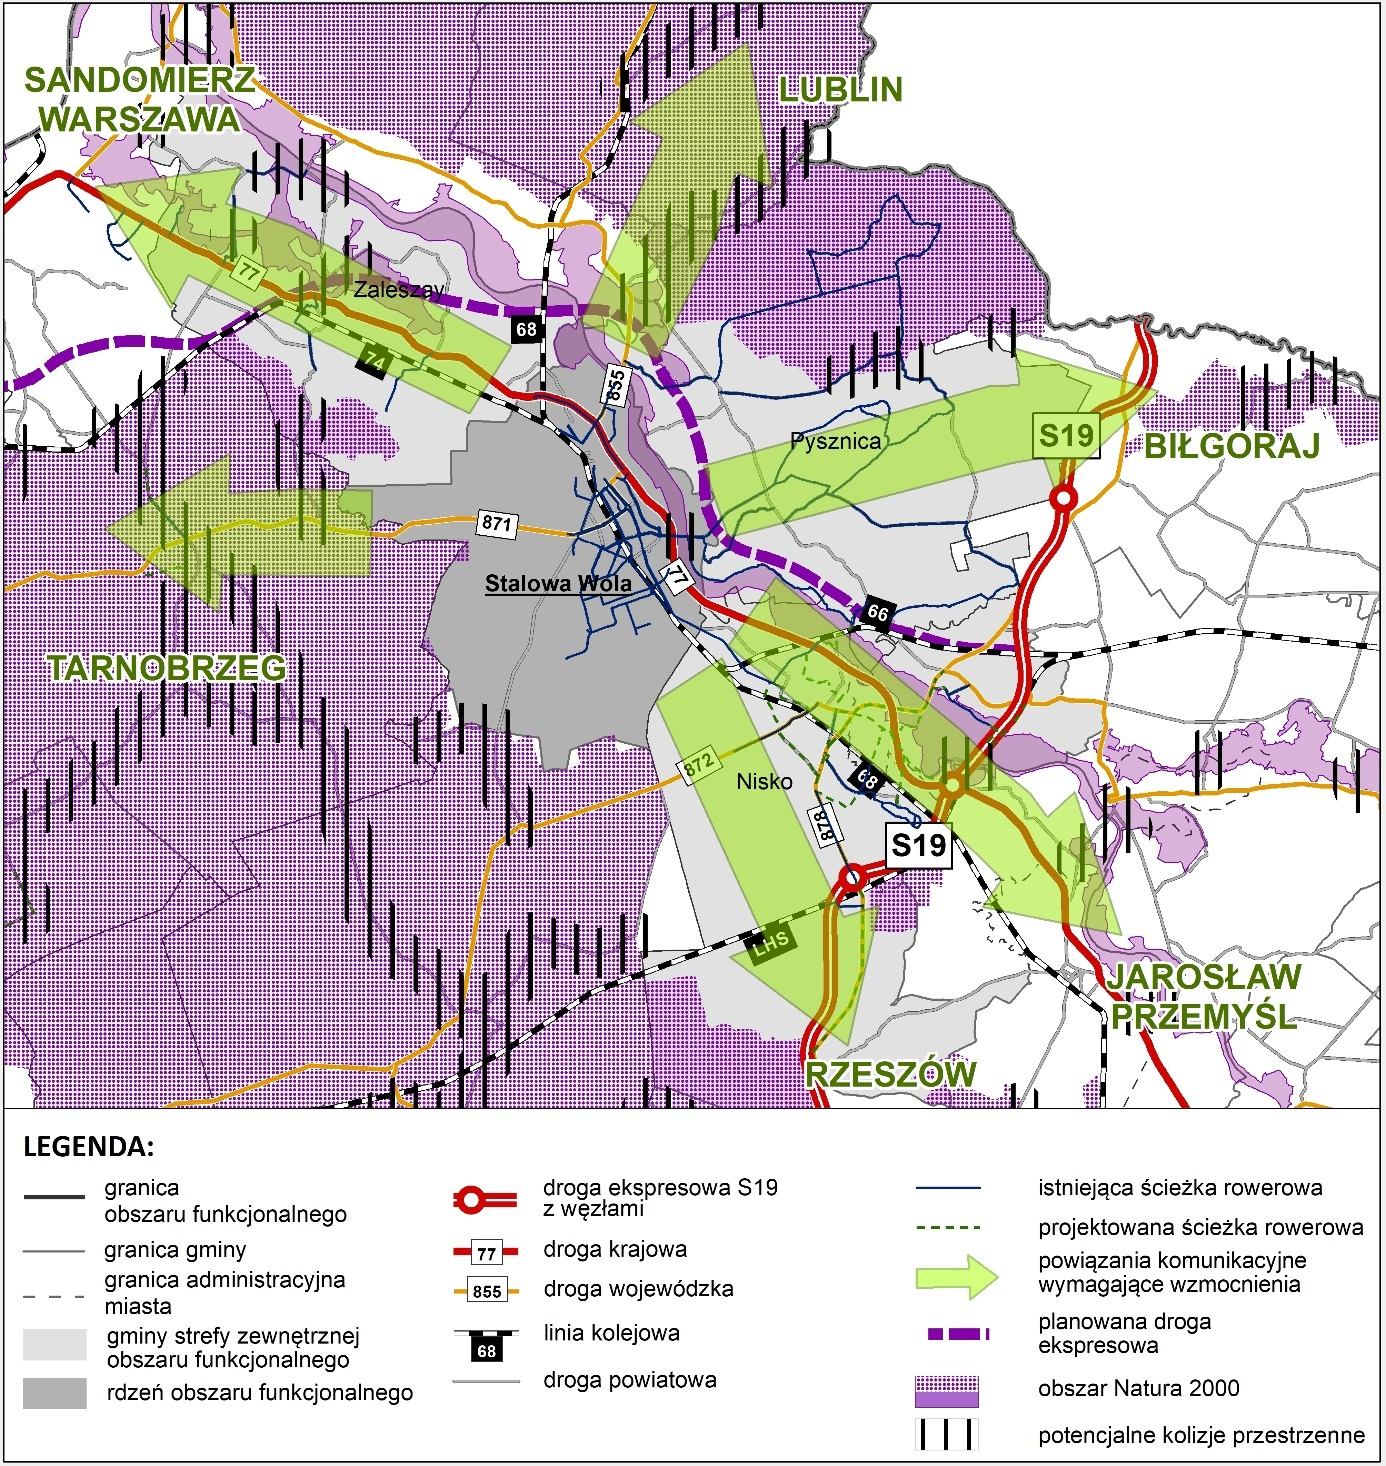 SANDOMIERZ
WARSZAWA
LUBLIN
77
Zaleszay
68
74
855
S19
Pysznica
BIŁGORAJ
871
77
Stalowa Wola
66
TARNOBRZEG
872
Nisko
68
878
S19
LHS
JAROSŁAW
PRZEMYŚL
RZESZÓW
LEGENDA:
granica
obszaru funkcjonalnego
granica gminy
granica administracyjna
miasta
gminy strefy zewnętrznej
obszaru funkcjonalnego
rdzeń obszaru funkcjonalnego
droga ekspresowa S19
z węzłami
77
droga krajowa
855
droga wojewódzka
linia kolejowa
68
droga powiatowa
istniejąca ścieżka rowerowa
projektowana ścieżka rowerowa
powiązania komunikacyjne
wymagające wzmocnienia
planowana droga
ekspresowa
obszar Natura 2000
potencjalne kolizje przestrzenne